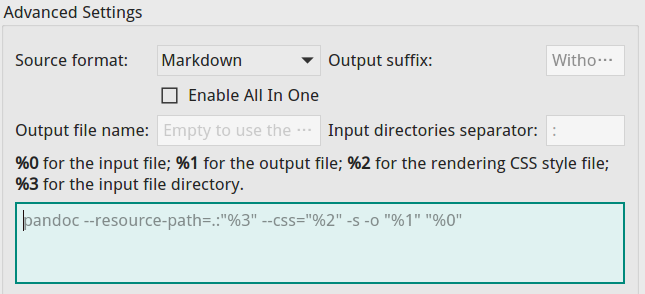 Advanced Settings
Source format: Markdown Output suffix: Witho···
Enable All In One
Output file name: Empty to use the ··· Input directories separator: :
%0 for the input file; %1 for the output file; %2 for the rendering CSS style file;
%3 for the input file directory.
pandoc --resource-path=.:"%3" --css="%2" -s -o "%1" "%0"